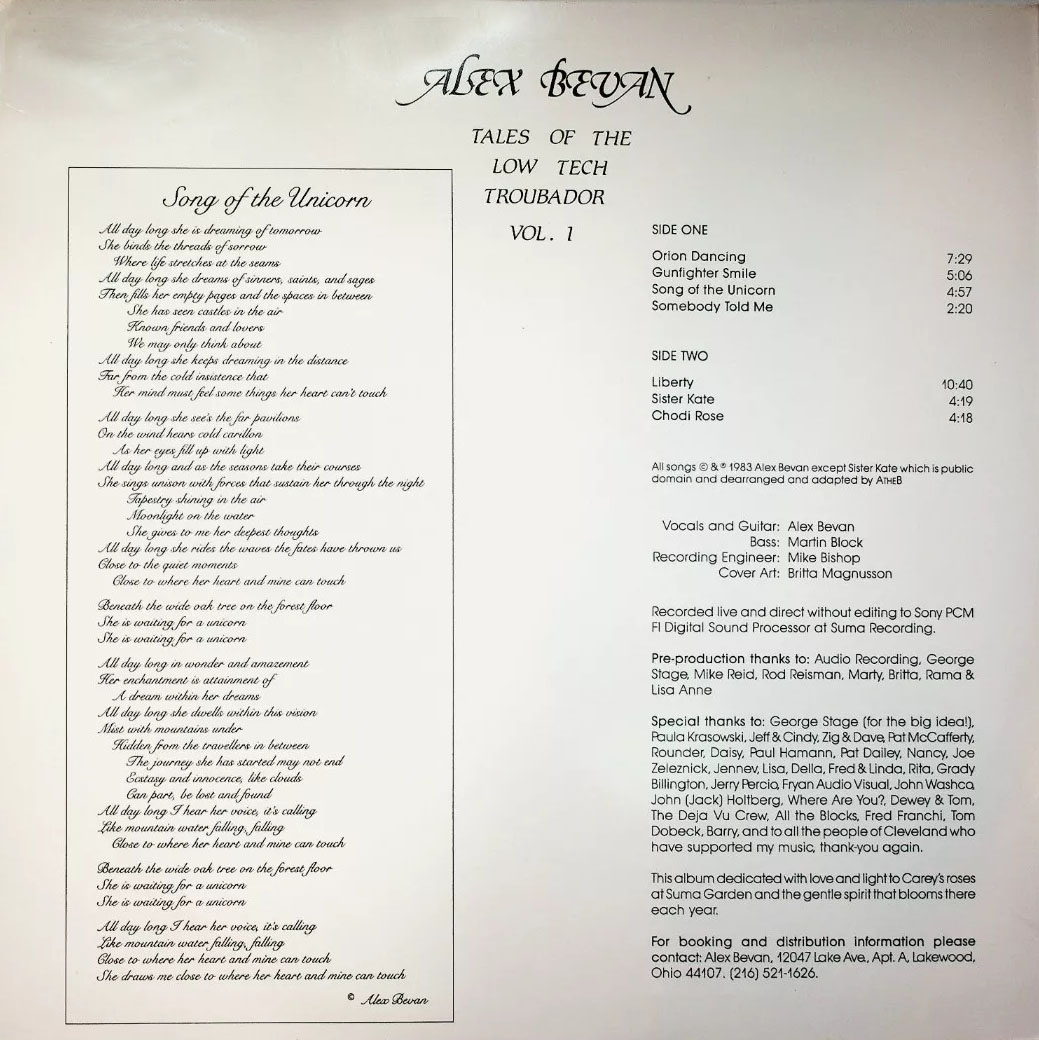 ALEX BEVAN
TALES OF THE
LOW TECH
TROUBADOR
VOL. 1
Song of the Unicorn
All day long she is dreaming of tomorrow
She binds the threads of sorrow
Where life stretches at the seams
All day long she dreams of sinners, saints, and sages
Then fills her empty pages and the spaces in between
She has seen castles in the air
Known friends and lovers
We may only think about
All day long she keeps dreaming in the distance
Far from the cold insistence that
Her mind must feel some things her heart can't touch
All day long she see's the far pavilions
On the wind hears cold carillon
As her eyes fill up with light
All day long and as the seasons take their courses
She sings unison with forces that sustain her through the night
Tapestry shining in the air
Moonlight on the water
She gives to me her deepest thoughts
All day long she rides the waves the fates have thrown us
Close to the quiet moments
Close to where her heart and mine can touch
Beneath the wide oak tree on the forest floor
She is waiting for a unicorn
She is waiting for a unicorn
All day long in wonder and amazement
Her enchantment is attainment of
A dream within her dreams
All day long she dwells within this vision
Mist with mountains under
Hidden from the travellers in between
The journey she has started may not end
Ecstasy and innocence, like clouds
Can part, be lost and found
All day long I hear her voice, it's calling
Like mountain water falling, falling
Close to where her heart and mine can touch
Beneath the wide oak tree on the forest floor
She is waiting for a unicorn
She is waiting for a unicorn
All day long I hear her voice, it's calling
Like mountain water falling, falling
Close to where her heart and mine can touch
She draws me close to where her heart and mine can touch
© Alex Bevan
SIDE ONE
Orion Dancing 7:29
Gunfighter Smile 5:06
Song of the Unicorn 4:57
Somebody Told Me 2:20
SIDE TWO
Liberty 10:40
Sister Kate 4:19
Chodi Rose 4:18
All songs © & ℗ 1983 Alex Bevan except Sister Kate which is public
domain and dearranged and adapted by ATHEB
Vocals and Guitar: Alex Bevan
Bass: Martin Block
Recording Engineer: Mike Bishop
Cover Art: Britta Magnusson
Recorded live and direct without editing to Sony PCM
FI Digital Sound Processor at Suma Recording.
Pre-production thanks to: Audio Recording, George
Stage, Mike Reid, Rod Reisman, Marty, Britta, Rama &
Lisa Anne
Special thanks to: George Stage (for the big idea!),
Paula Krasowski, Jeff & Cindy, Zig & Dave, Pat McCafferty,
Rounder, Daisy, Paul Hamann, Pat Dailey, Nancy, Joe
Zeleznick, Jennev, Lisa, Della, Fred & Linda, Rita, Grady
Billington, Jerry Percio, Fryan Audio Visual, John Washco,
John (Jack) Holtberg, Where Are You?, Dewey & Tom,
The Deja Vu Crew, All the Blocks, Fred Franchi, Tom
Dobeck, Barry, and to all the people of Cleveland who
have supported my music, thank-you again.
This album dedicated with love and light to Carey's roses
at Suma Garden and the gentle spirit that blooms there
each year.
For booking and distribution information please
contact: Alex Bevan, 12047 Lake Ave., Apt. A, Lakewood,
Ohio 44107. (216) 521-1626.